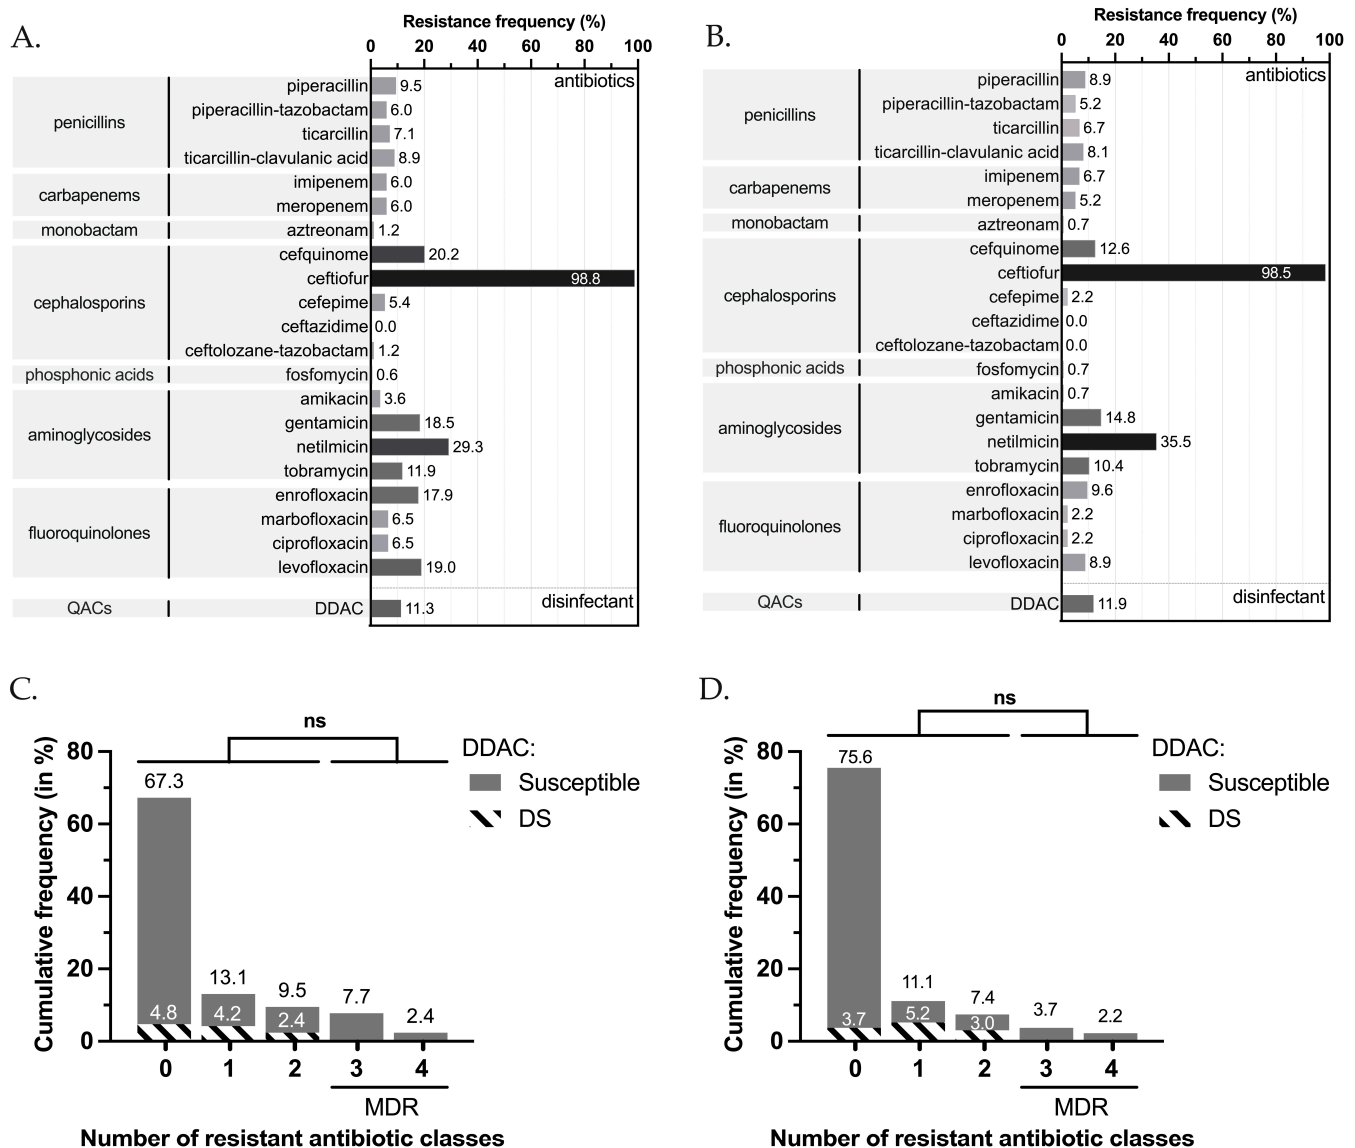 A.
Resistance frequency (%)
0 20 40 60 80 100
antibiotics
penicillins
piperacillin 9.5
piperacillin-tazobactam 6.0
ticarcillin 7.1
ticarcillin-clavulanic acid 8.9
carbapenems
imipenem 6.0
meropenem 6.0
monobactam
aztreonam 1.2
cephalosporins
cefquinome 20.2
ceftiofur 98.8
cefepime 5.4
ceftazidime 0.0
ceftolozane-tazobactam 1.2
phosphonic acids
fosfomycin 0.6
aminoglycosides
amikacin 3.6
gentamicin 18.5
netilmicin 29.3
tobramycin 11.9
fluoroquinolones
enrofloxacin 17.9
marbofloxacin 6.5
ciprofloxacin 6.5
levofloxacin 19.0
disinfectant
QACs
DDAC 11.3
B.
Resistance frequency (%)
0 20 40 60 80 100
antibiotics
penicillins
piperacillin 8.9
piperacillin-tazobactam 5.2
ticarcillin 6.7
ticarcillin-clavulanic acid 8.1
carbapenems
imipenem 6.7
meropenem 5.2
monobactam
aztreonam 0.7
cephalosporins
cefquinome 12.6
ceftiofur 98.5
cefepime 2.2
ceftazidime 0.0
ceftolozane-tazobactam 0.0
phosphonic acids
fosfomycin 0.7
aminoglycosides
amikacin 0.7
gentamicin 14.8
netilmicin 35.5
tobramycin 10.4
fluoroquinolones
enrofloxacin 9.6
marbofloxacin 2.2
ciprofloxacin 2.2
levofloxacin 8.9
disinfectant
QACs
DDAC 11.9
C.
ns
DDAC:
Susceptible
DS
Cumulative frequency (in %)
80
60
40
20
0
67.3
13.1
9.5
7.7
2.4
4.8
4.2
2.4
0 1 2 3 4
MDR
Number of resistant antibiotic classes
D.
ns
DDAC:
Susceptible
DS
Cumulative frequency (in %)
80
60
40
20
0
75.6
11.1
7.4
3.7
2.2
3.7
5.2
3.0
0 1 2 3 4
MDR
Number of resistant antibiotic classes